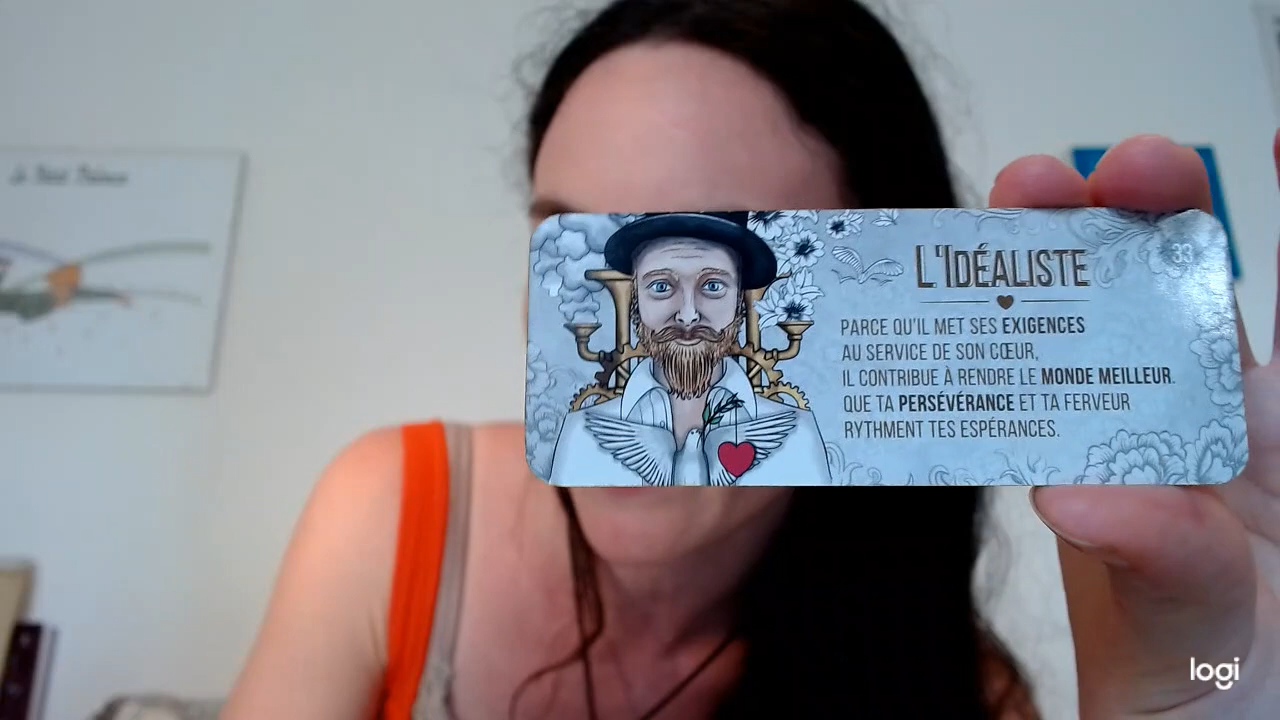 L'IDÉALISTE
33
PARCE QU'IL MET SES EXIGENCES
AU SERVICE DE SON CŒUR,
IL CONTRIBUE À RENDRE LE MONDE MEILLEUR.
QUE TA PERSÉVÉRANCE ET TA FERVEUR
RYTHMENT TES ESPÉRANCES.
logi